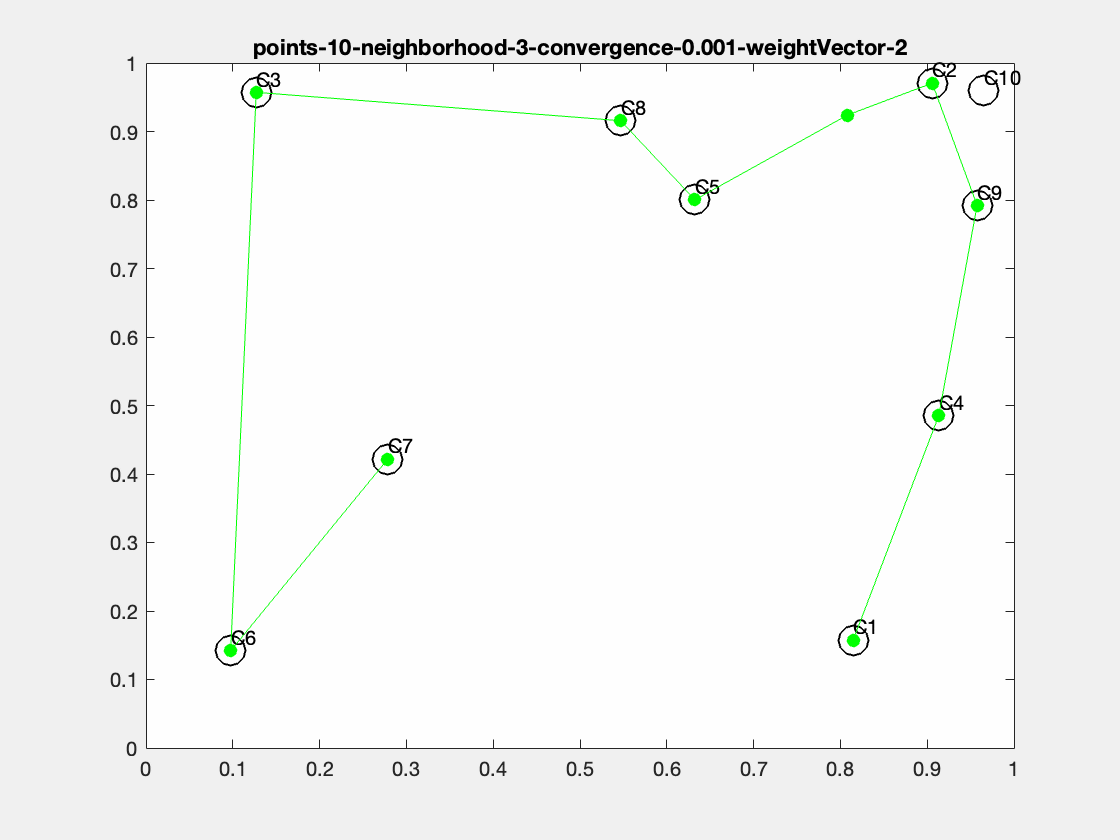 points-10-neighborhood-3-convergence-0.001-weightVector-2
1
C3
C2
C10
C8
0.9
C5
C9
0.8
0.7
0.6
0.5
C4
C7
0.4
0.3
0.2
C6
C1
0.1
0
0 0.1 0.2 0.3 0.4 0.5 0.6 0.7 0.8 0.9 1